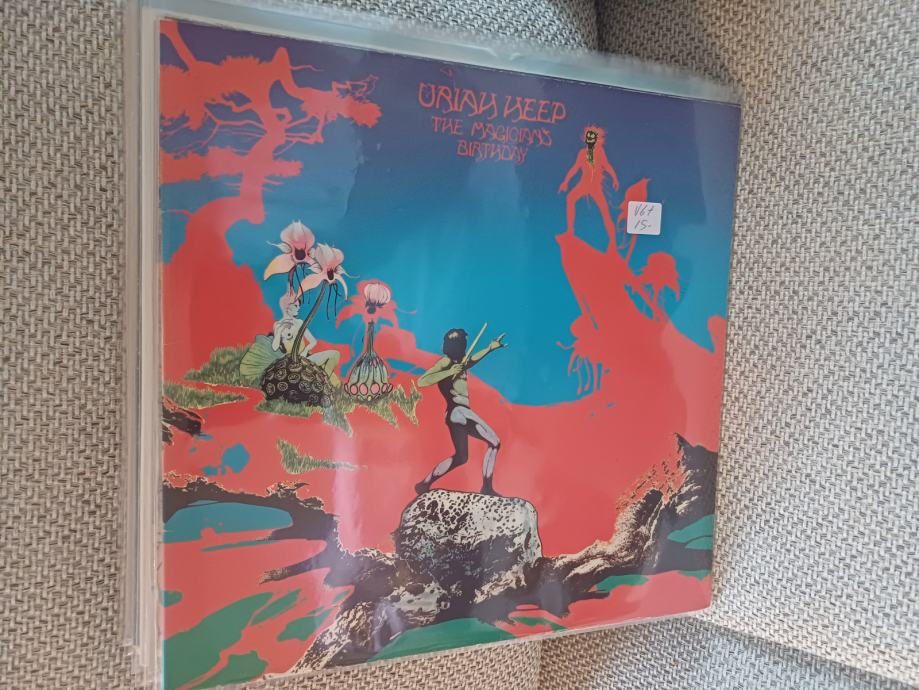 URIAH HEEP
THE MAGICIAN'S
BIRTHDAY
VG+
15.-